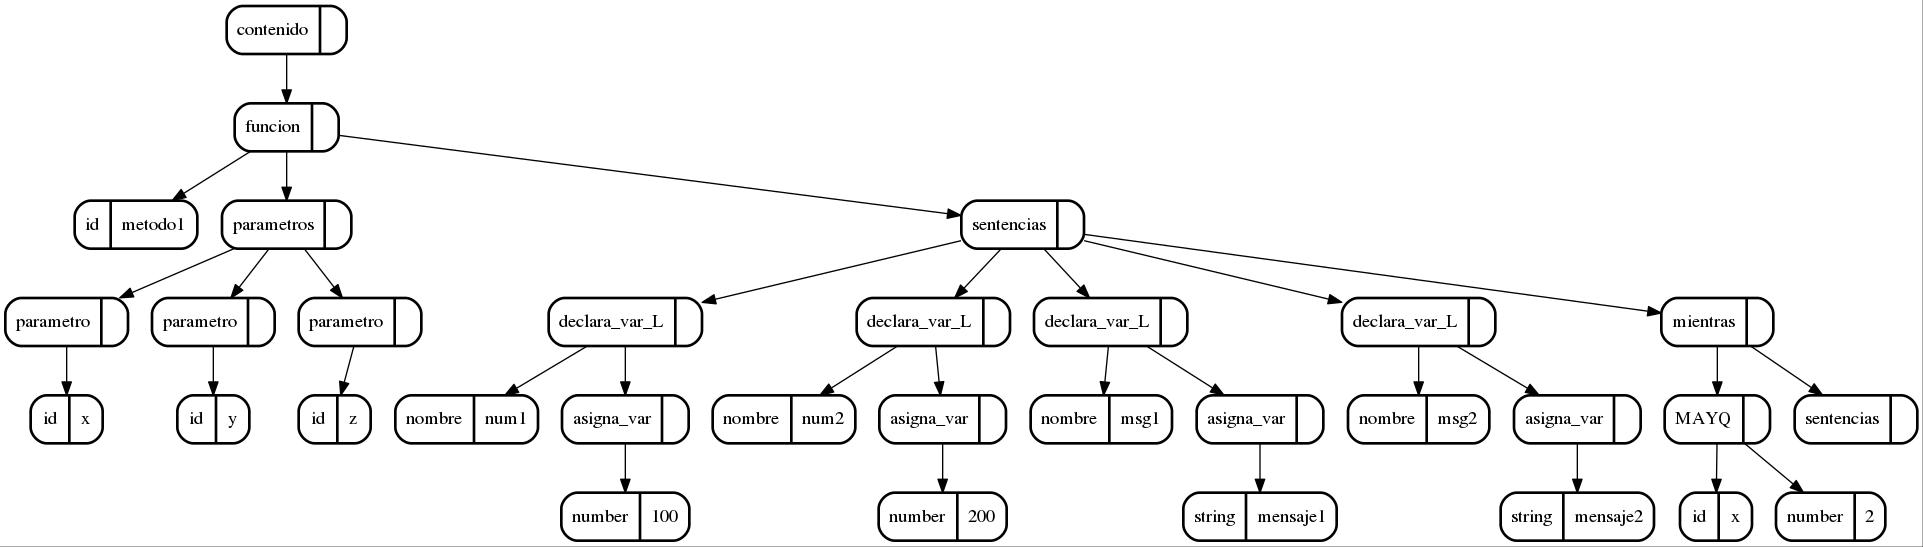 contenido
funcion
id metodo1
parametros
sentencias
parametro
parametro
parametro
declara_var_L
declara_var_L
declara_var_L
declara_var_L
mientras
id x
id y
id z
nombre num1
asigna_var
nombre num2
asigna_var
nombre msg1
asigna_var
nombre msg2
asigna_var
MAYQ
sentencias
number 100
number 200
string mensaje1
string mensaje2
id x
number 2